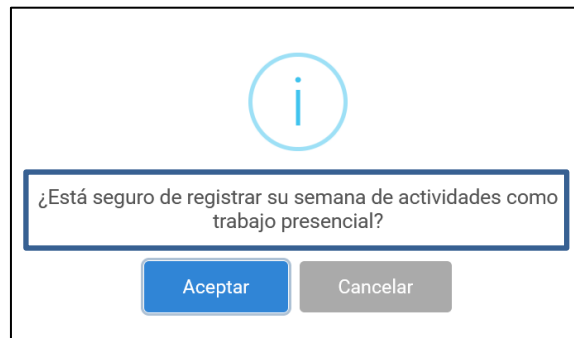 ¿Está seguro de registrar su semana de actividades como
trabajo presencial?
Aceptar
Cancelar